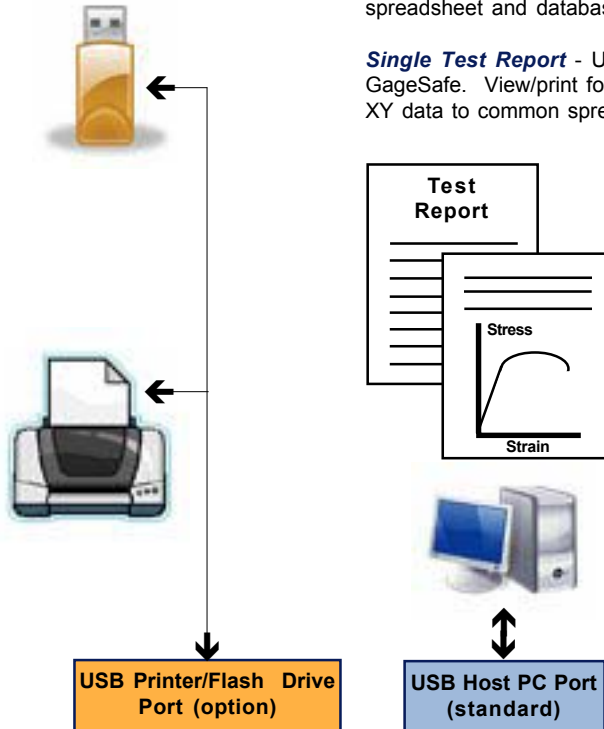 spreadsheet and databas
Single Test Report - U
GageSafe. View/print fo
XY data to common spre
Test
Report
Stress
Strain
USB Printer/Flash Drive
Port (option)
USB Host PC Port
(standard)